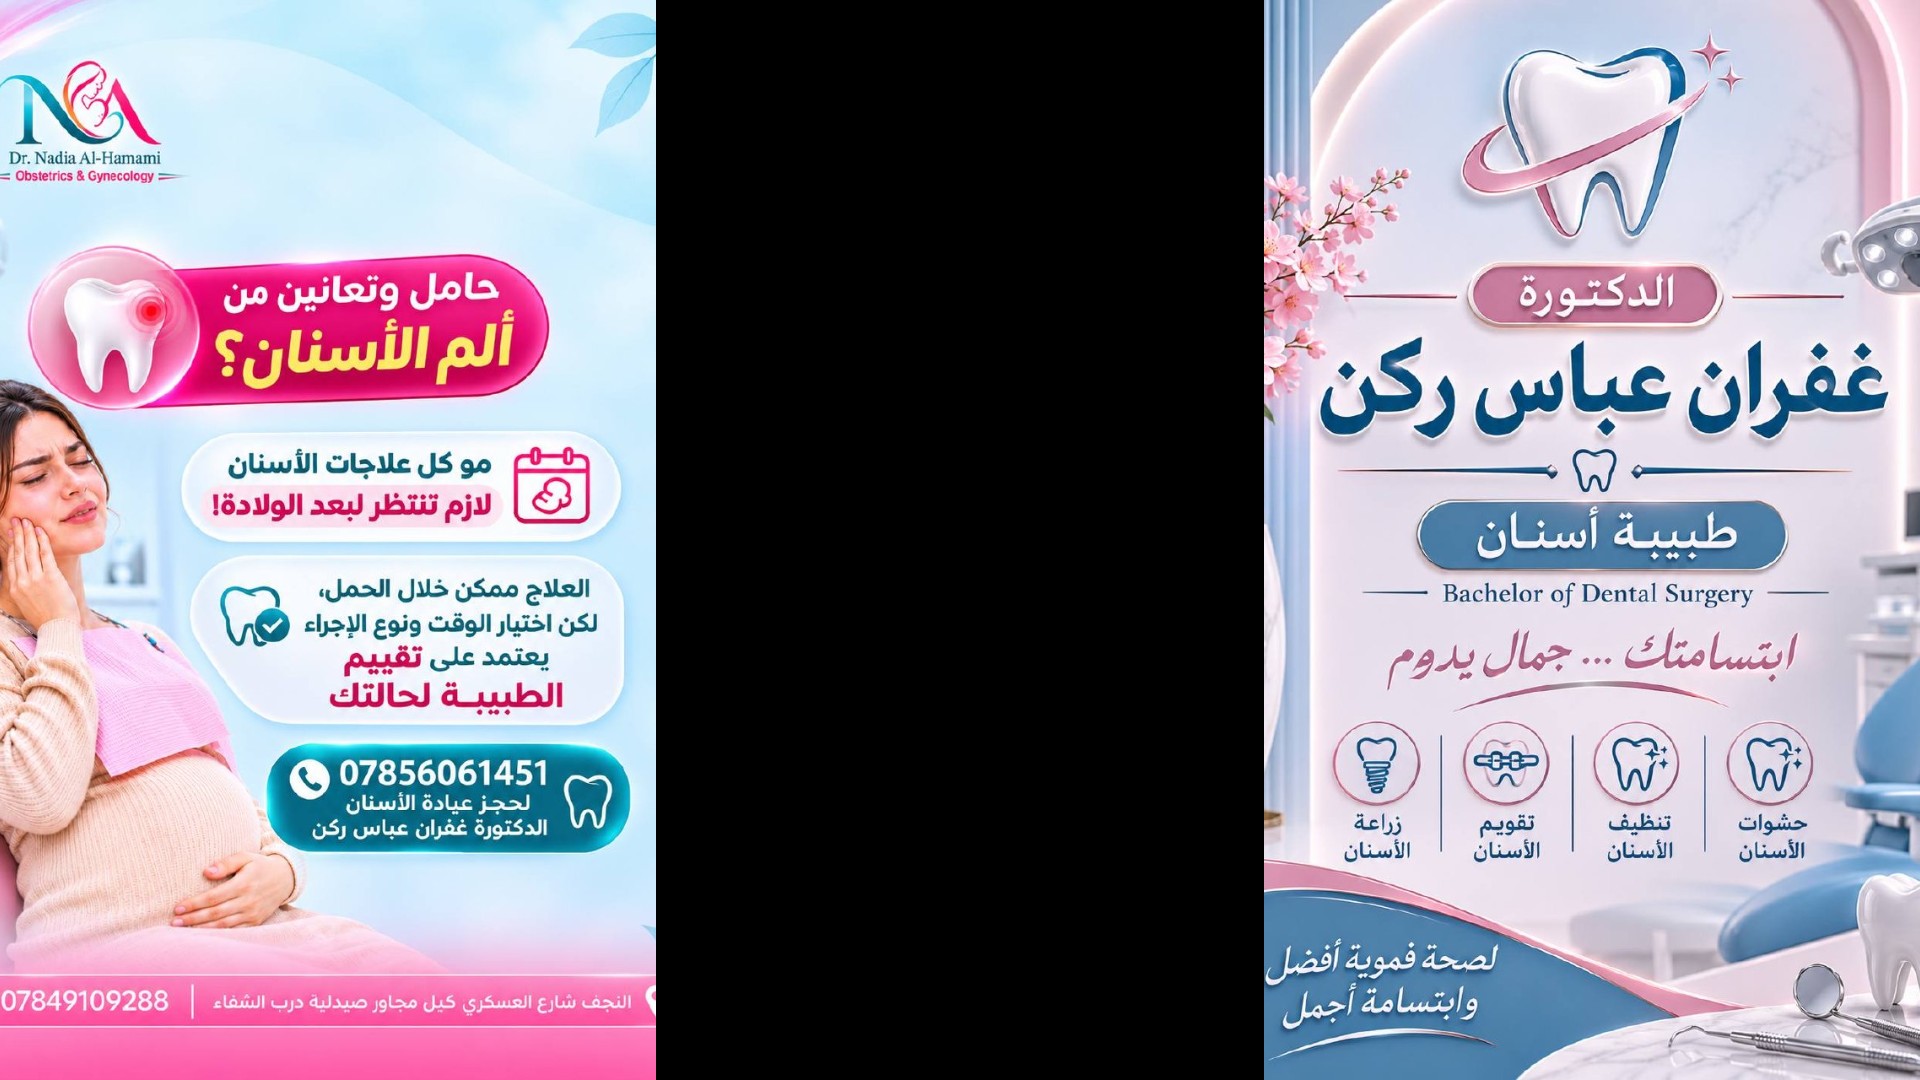 Dr. Nadia Al-Hamami
Obstetrics & Gynecology
حامل وتعانين من
ألم الأسنان؟
مو كل علاجات الأسنان
لازم تنتظر لبعد الولادة!
العلاج ممكن خلال الحمل،
لكن اختيار الوقت ونوع الإجراء
يعتمد على تقييم
الطبيبة لحالتك
07856061451
لحجز عيادة الأسنان
الدكتورة غفران عباس ركن
النجف شارع العسكري كيل مجاور صيدلية درب الشفاء
07849109288
الدكتورة
غفران عباس ركن
طبيبة أسنان
Bachelor of Dental Surgery
ابتسامتك ... جمال يدوم
حشوات
الأسنان
تنظيف
الأسنان
تقويم
الأسنان
زراعة
الأسنان
لصحة فموية أفضل
وابتسامة أجمل